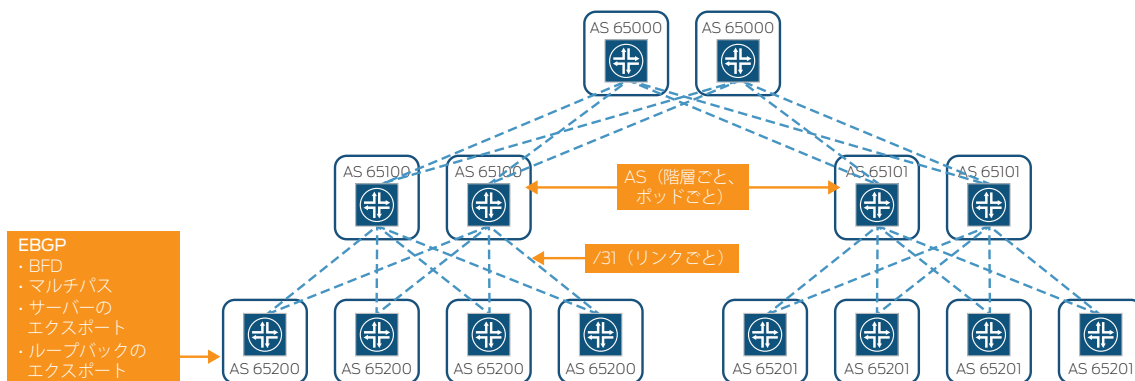 AS 65000
AS 65000
AS 65100
AS 65100
AS（階層ごと、
ポッドごと）
AS 65101
AS 65101
/31（リンクごと）
EBGP
· BFD
· マルチパス
· サーバーの
エクスポート
· ループバックの
エクスポート
AS 65200
AS 65200
AS 65200
AS 65200
AS 65201
AS 65201
AS 65201
AS 65201